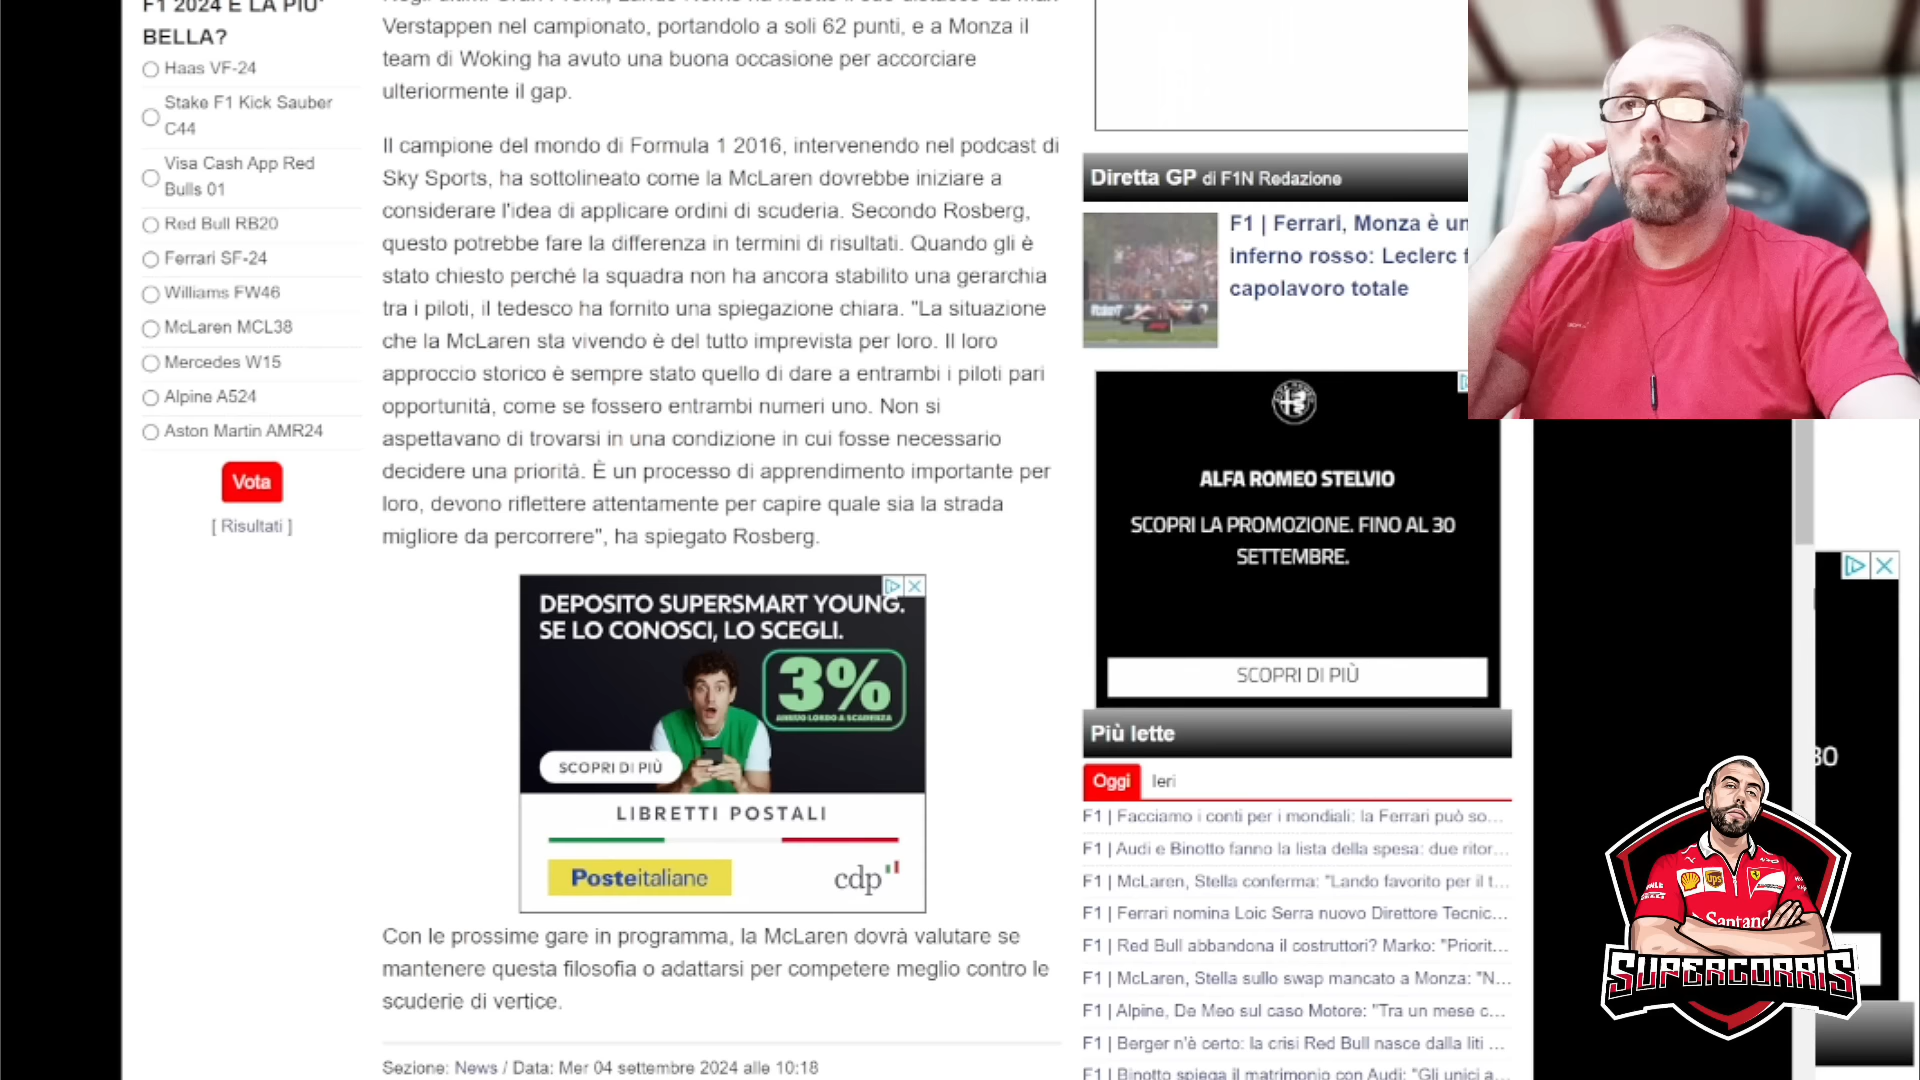 F1 2024 È LA PIU'
BELLA?
Haas VF-24
Stake F1 Kick Sauber
C44
Visa Cash App Red
Bulls 01
Red Bull RB20
Ferrari SF-24
Williams FW46
McLaren MCL38
Mercedes W15
Alpine A524
Aston Martin AMR24
Vota
[ Risultati ]
Verstappen nel campionato, portandolo a soli 62 punti, e a Monza il
team di Woking ha avuto una buona occasione per accorciare
ulteriormente il gap.
Il campione del mondo di Formula 1 2016, intervenendo nel podcast di
Sky Sports, ha sottolineato come la McLaren dovrebbe iniziare a
considerare l'idea di applicare ordini di scuderia. Secondo Rosberg,
questo potrebbe fare la differenza in termini di risultati. Quando gli è
stato chiesto perché la squadra non ha ancora stabilito una gerarchia
tra i piloti, il tedesco ha fornito una spiegazione chiara. "La situazione
che la McLaren sta vivendo è del tutto imprevista per loro. Il loro
approccio storico è sempre stato quello di dare a entrambi i piloti pari
opportunità, come se fossero entrambi numeri uno. Non si
aspettavano di trovarsi in una condizione in cui fosse necessario
decidere una priorità. È un processo di apprendimento importante per
loro, devono riflettere attentamente per capire quale sia la strada
migliore da percorrere", ha spiegato Rosberg.
DEPOSITO SUPERSMART YOUNG.
SE LO CONOSCI, LO SCEGLI.
3%
ANNUO LORDO A SCADENZA
SCOPRI DI PIÙ
LIBRETTI POSTALI
Posteitaliane
cdp
Con le prossime gare in programma, la McLaren dovrà valutare se
mantenere questa filosofia o adattarsi per competere meglio contro le
scuderie di vertice.
Sezione: News / Data: Mer 04 settembre 2024 alle 10:18
Diretta GP di F1N Redazione
F1 | Ferrari, Monza è un
inferno rosso: Leclerc f
capolavoro totale
ALFA ROMEO STELVIO
SCOPRI LA PROMOZIONE. FINO AL 30
SETTEMBRE.
SCOPRI DI PIÙ
Più lette
Oggi Ieri
F1 | Facciamo i conti per i mondiali: la Ferrari può so...
F1 | Audi e Binotto fanno la lista della spesa: due ritor...
F1 | McLaren, Stella conferma: "Lando favorito per il t...
F1 | Ferrari nomina Loic Serra nuovo Direttore Tecnic...
F1 | Red Bull abbandona il costruttori? Marko: "Priorit...
F1 | McLaren, Stella sullo swap mancato a Monza: "N...
F1 | Alpine, De Meo sul caso Motore: "Tra un mese c...
F1 | Berger n'è certo: la crisi Red Bull nasce dalla liti ...
F1 | Binotto spiega il matrimonio con Audi: "Gli unici a...
30
ups
Santand
SUPERCORRIS